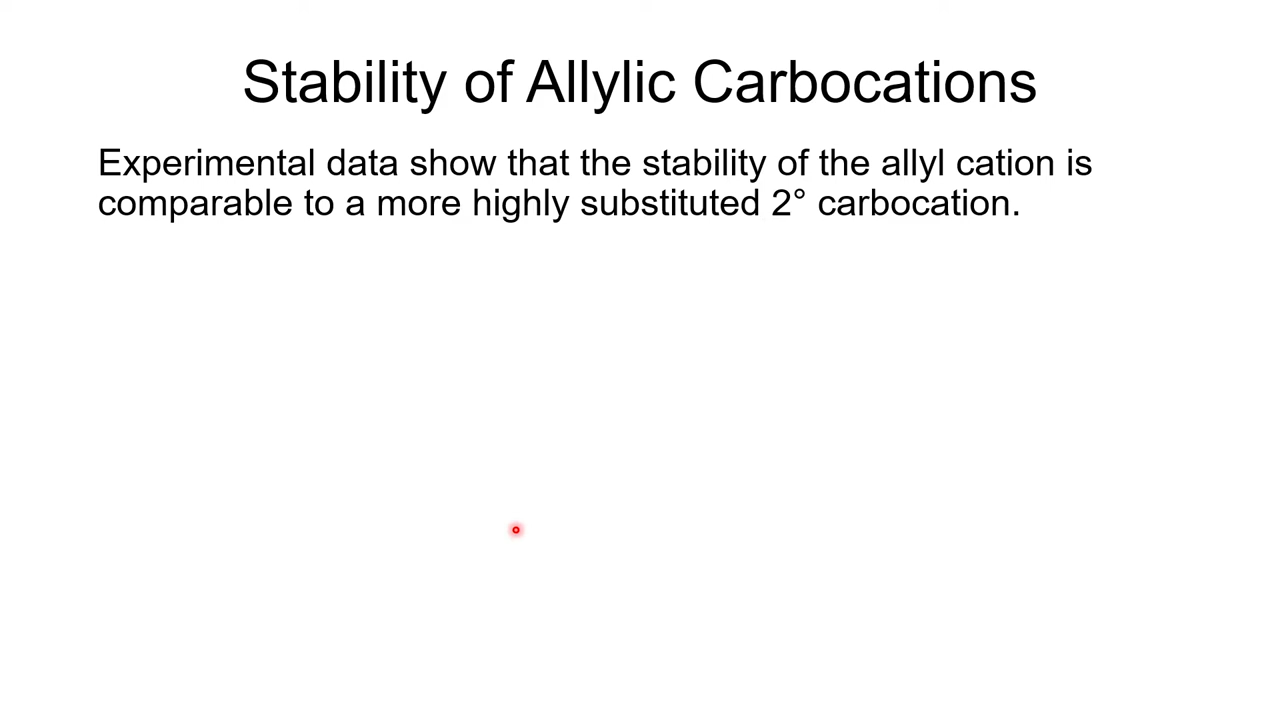 Stability of Allylic Carbocations
Experimental data show that the stability of the allyl cation is
comparable to a more highly substituted 2° carbocation.